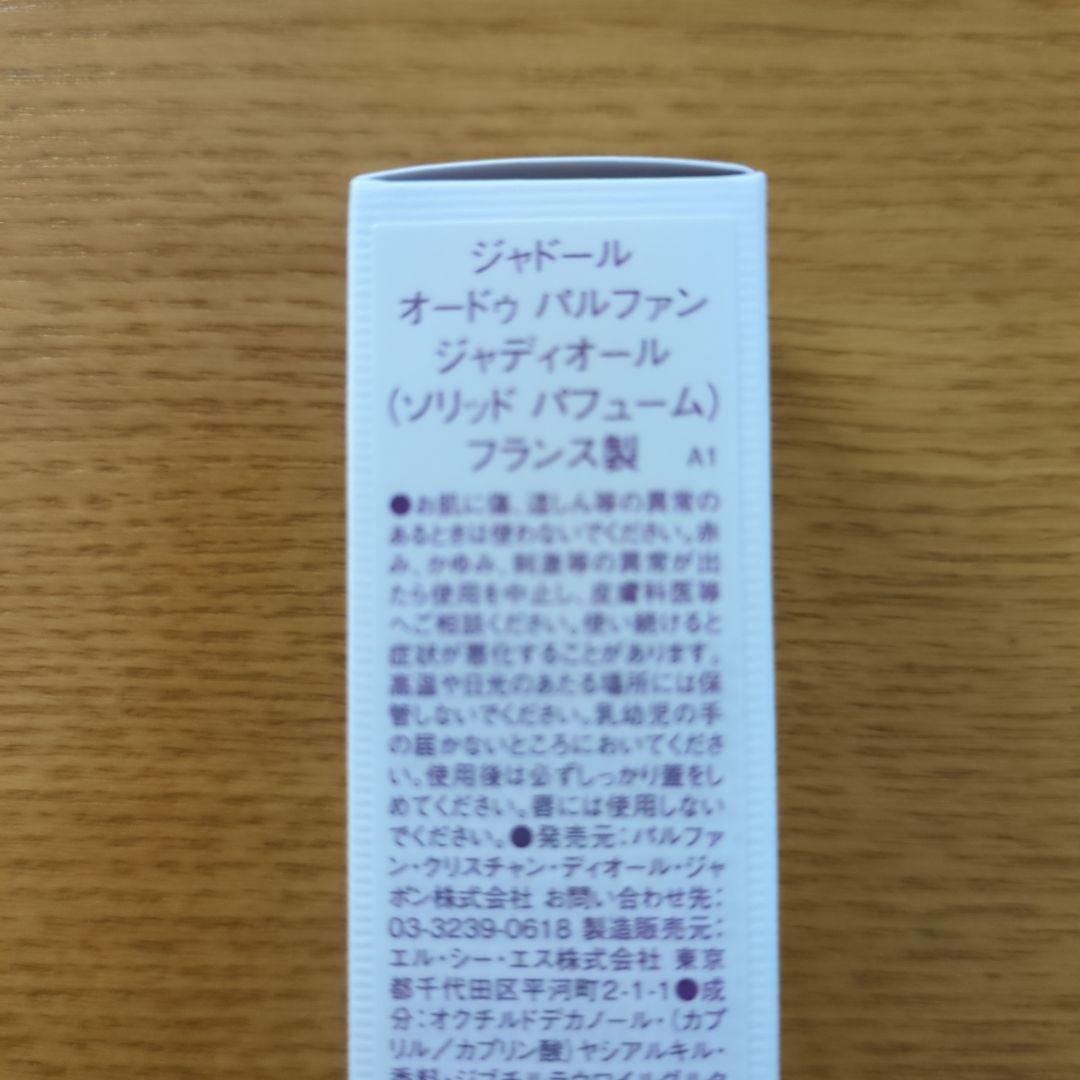 ジャドール
オードゥ パルファン
ジャディオール
(ソリッド パフューム)
フランス製 A1
●お肌に傷、湿しん等の異常の
あるときは使わないでください。赤
み、かゆみ、刺激等の異常が出
たら使用を中止し、皮膚科医等
へご相談ください。使い続けると
症状が悪化することがあります。
高温や日光のあたる場所には保
管しないでください。乳幼児の手
の届かないところにおいてくださ
い。使用後は必ずしっかり蓋をし
めてください。唇には使用しない
でください。●発売元:パルファ
ン・クリスチャン・ディオール・ジャ
ポン株式会社 お問い合わせ先:
03-3239-0618 製造販売元:
エル・シー・エス株式会社 東京
都千代田区平河町2-1-1●成
分:オクチルドデカノール・(カプ
リル/カプリン酸)ヤシアルキル・
香料・ジブチルラウロイルグルタ